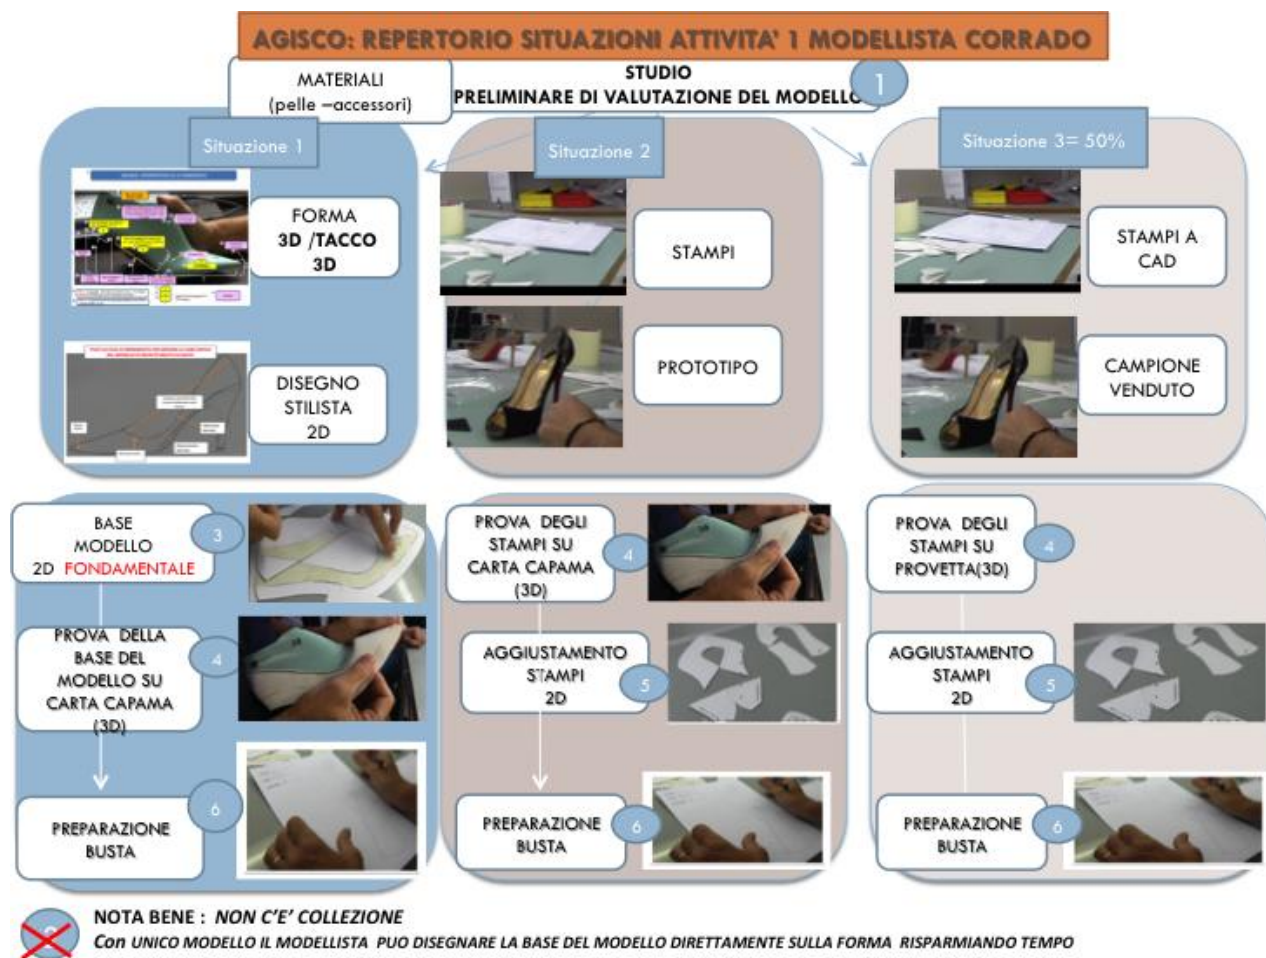 AGISCO: REPERTORIO SITUAZIONI ATTIVITA' 1 MODELLISTA CORRADO
MATERIALI
(pelle –accessori)
STUDIO
PRELIMINARE DI VALUTAZIONE DEL MODELLO
1
Situazione 1
Situazione 2
Situazione 3= 50%
FORMA
3D /TACCO
3D
DISEGNO
STILISTA
2D
STAMPI
PROTOTIPO
STAMPI A
CAD
CAMPIONE
VENDUTO
BASE
MODELLO
2D FONDAMENTALE
3
PROVA DELLA
BASE DEL
MODELLO SU
CARTA CAPAMA
(3D)
4
PREPARAZIONE
BUSTA
6
PROVA DEGLI
STAMPI SU
CARTA CAPAMA
(3D)
4
AGGIUSTAMENTO
STAMPI
2D
5
PREPARAZIONE
BUSTA
6
PROVA DEGLI
STAMPI SU
PROVETTA(3D)
4
AGGIUSTAMENTO
STAMPI
2D
5
PREPARAZIONE
BUSTA
6
NOTA BENE : NON C'E' COLLEZIONE
Con UNICO MODELLO IL MODELLISTA PUO DISEGNARE LA BASE DEL MODELLO DIRETTAMENTE SULLA FORMA RISPARMIANDO TEMPO